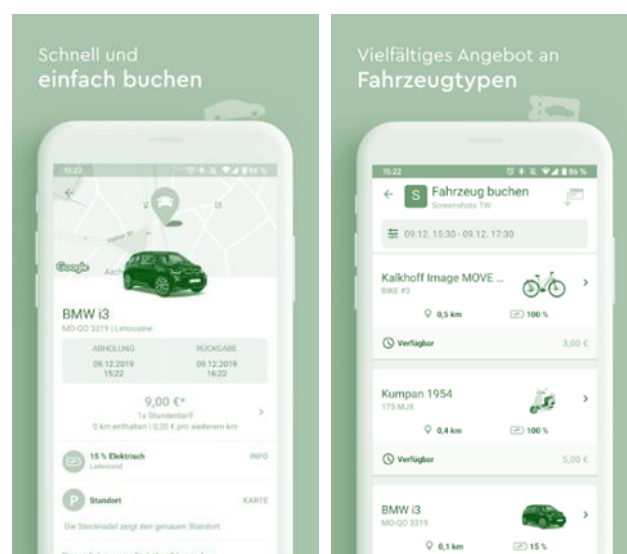 Schnell und
einfach buchen
15:22
86 %
Google
Aach
BMW i3
MO-QO 3319 | Limousine
ABHOLUNG
RÜCKGABE
09.12.2019
15:22
09.12.2019
16:22
9,00 €*
1x Stundentarif
0 km enthalten | 0,20 € pro weiterem km
15 % Elektrisch
INFO
Ladestand
P
Standort
KARTE
Die Stecknadel zeigt den genauen Standort
Vielfältiges Angebot an
Fahrzeugtypen
15:22
86 %
S
Fahrzeug buchen
Screenshots TW
09.12. 15:30 - 09.12. 17:30
Kalkhoff Image MOVE ...
BIKE #3
0,5 km
100 %
Verfügbar
3,00 €
Kumpan 1954
175 MJX
0,4 km
100 %
Verfügbar
5,00 €
BMW i3
MO-QO 3319
0,1 km
15 %